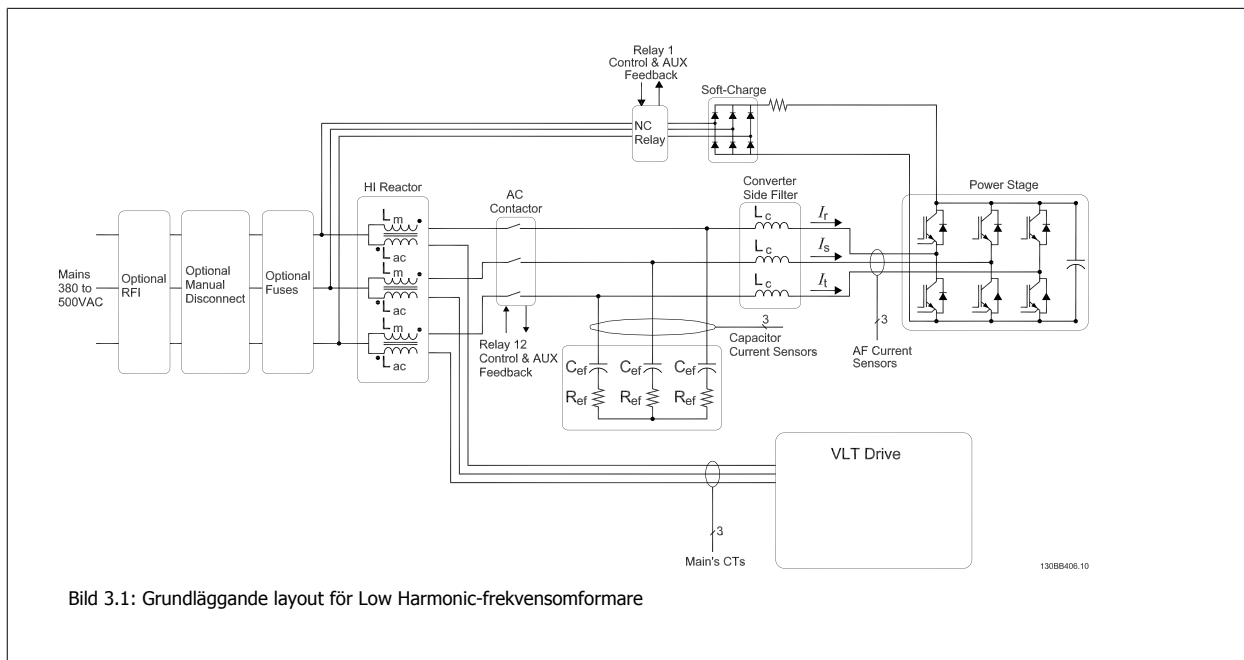 Relay 1
Control & AUX
Feedback
Soft-Charge
NC
Relay
HI Reactor
AC
Contactor
Converter
Side Filter
Power Stage
Mains
380 to
500VAC
Optional
RFI
Optional
Manual
Disconnect
Optional
Fuses
Lm
Lac
Lm
Lac
Lm
Lac
Lc
Lc
Lc
Ir
Is
It
Relay 12
Control & AUX
Feedback
3
Capacitor
Current Sensors
3
AF Current
Sensors
Cef
Cef
Cef
Ref
Ref
Ref
VLT Drive
3
Main's CTs
130BB406.10
Bild 3.1: Grundläggande layout för Low Harmonic-frekvensomformare